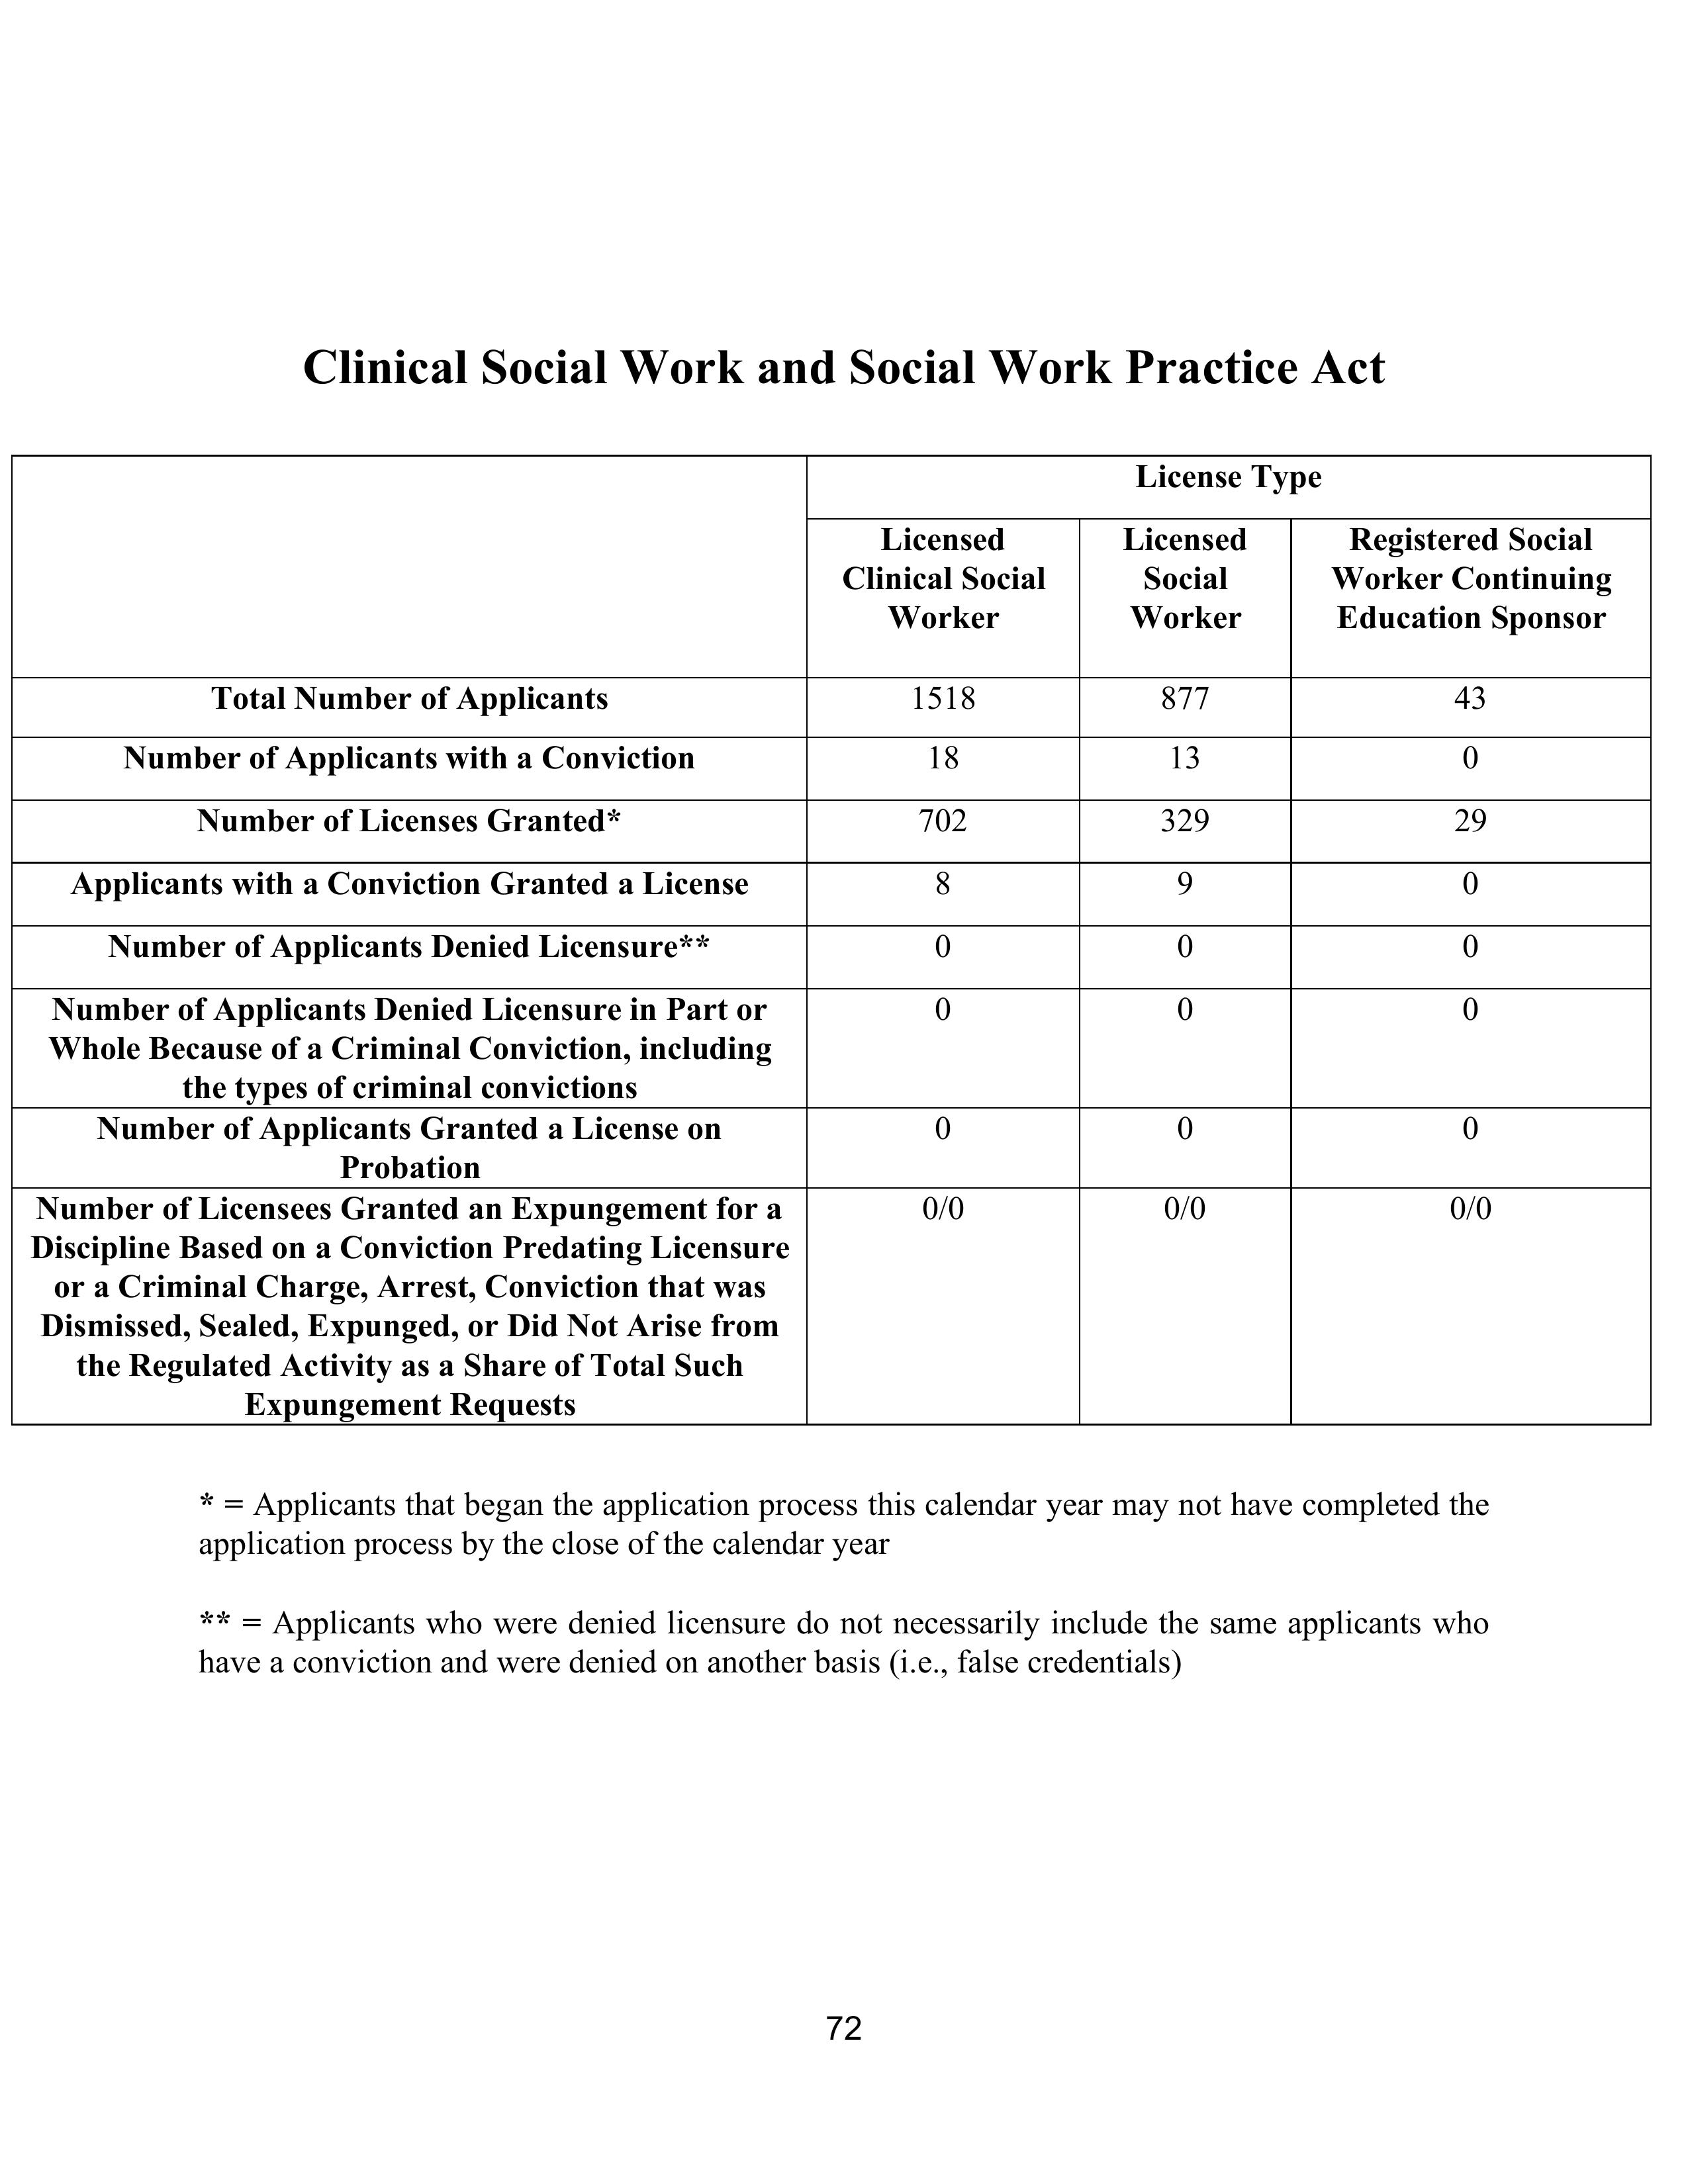 Clinical Social Work and Social Work Practice Act
License Type
Licensed
Clinical Social
Worker
Licensed
Social
Worker
Registered Social
Worker Continuing
Education Sponsor
Total Number of Applicants 1518 877 43
Number of Applicants with a Conviction 18 13 0
Number of Licenses Granted* 702 329 29
Applicants with a Conviction Granted a License 8 9 0
Number of Applicants Denied Licensure** 0 0 0
Number of Applicants Denied Licensure in Part or 0 0 0
Whole Because of a Criminal Conviction, including
the types of criminal convictions
Number of Applicants Granted a License on 0 0 0
Probation
Number of Licensees Granted an Expungement for a 0/0 0/0 0/0
Discipline Based on a Conviction Predating Licensure
or a Criminal Charge, Arrest, Conviction that was
Dismissed, Sealed, Expunged, or Did Not Arise from
the Regulated Activity as a Share of Total Such
Expungement Requests
* = Applicants that began the application process this calendar year may not have completed the
application process by the close of the calendar year
** = Applicants who were denied licensure do not necessarily include the same applicants who
have a conviction and were denied on another basis (i.e., false credentials)
72